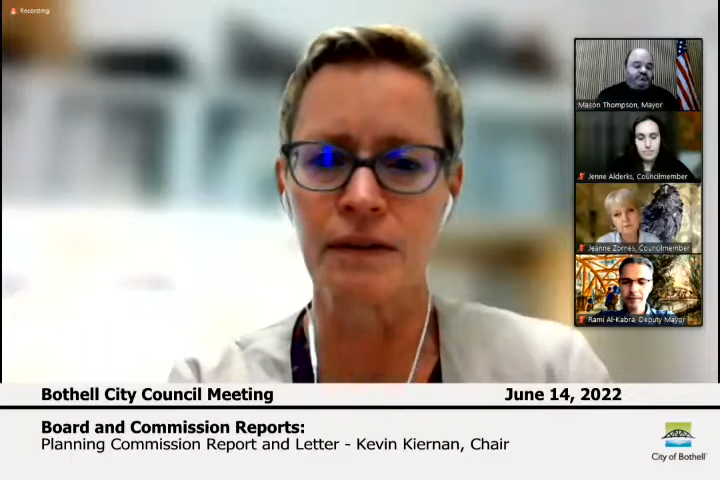 Recording
Mason Thompson, Mayor
Jenne Alderks, Councilmember
Jeanne Zornes, Councilmember
Rami Al-Kabra, Deputy Mayor
Bothell City Council Meeting June 14, 2022
Board and Commission Reports:
Planning Commission Report and Letter - Kevin Kiernan, Chair
City of Bothell